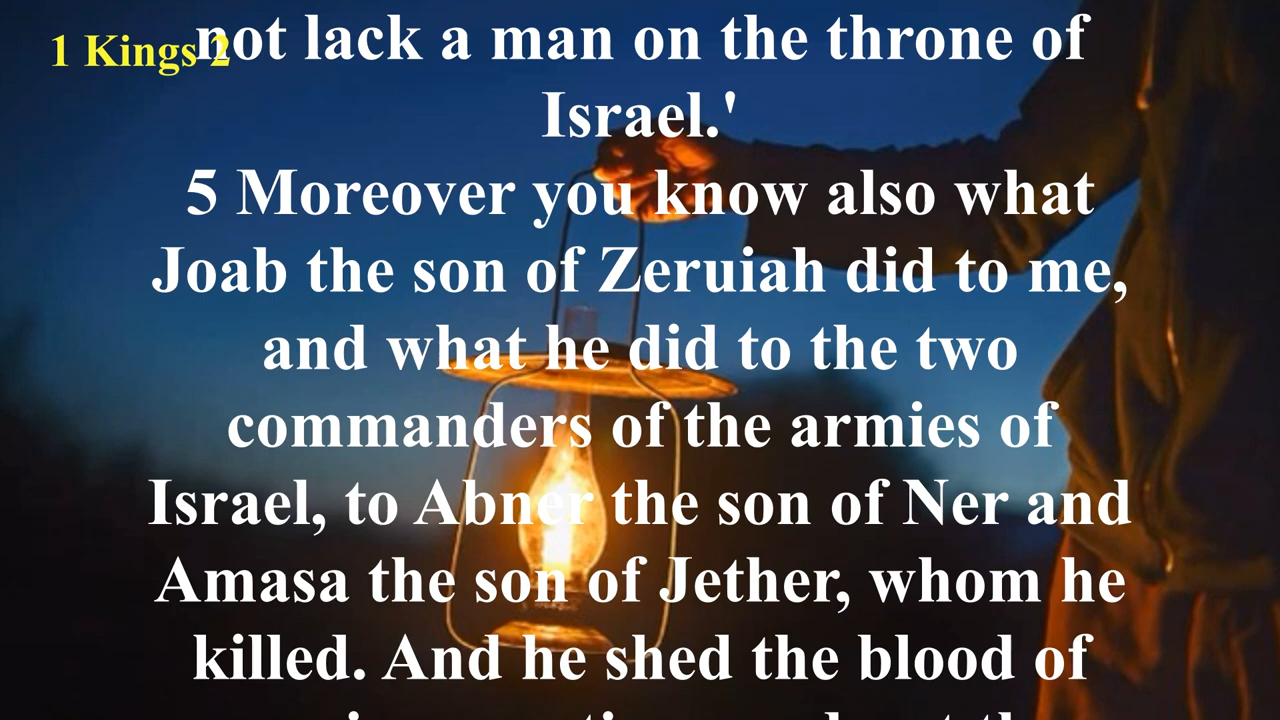 1 Kings 2
not lack a man on the throne of
Israel.'
5 Moreover you know also what
Joab the son of Zeruiah did to me,
and what he did to the two
commanders of the armies of
Israel, to Abner the son of Ner and
Amasa the son of Jether, whom he
killed. And he shed the blood of